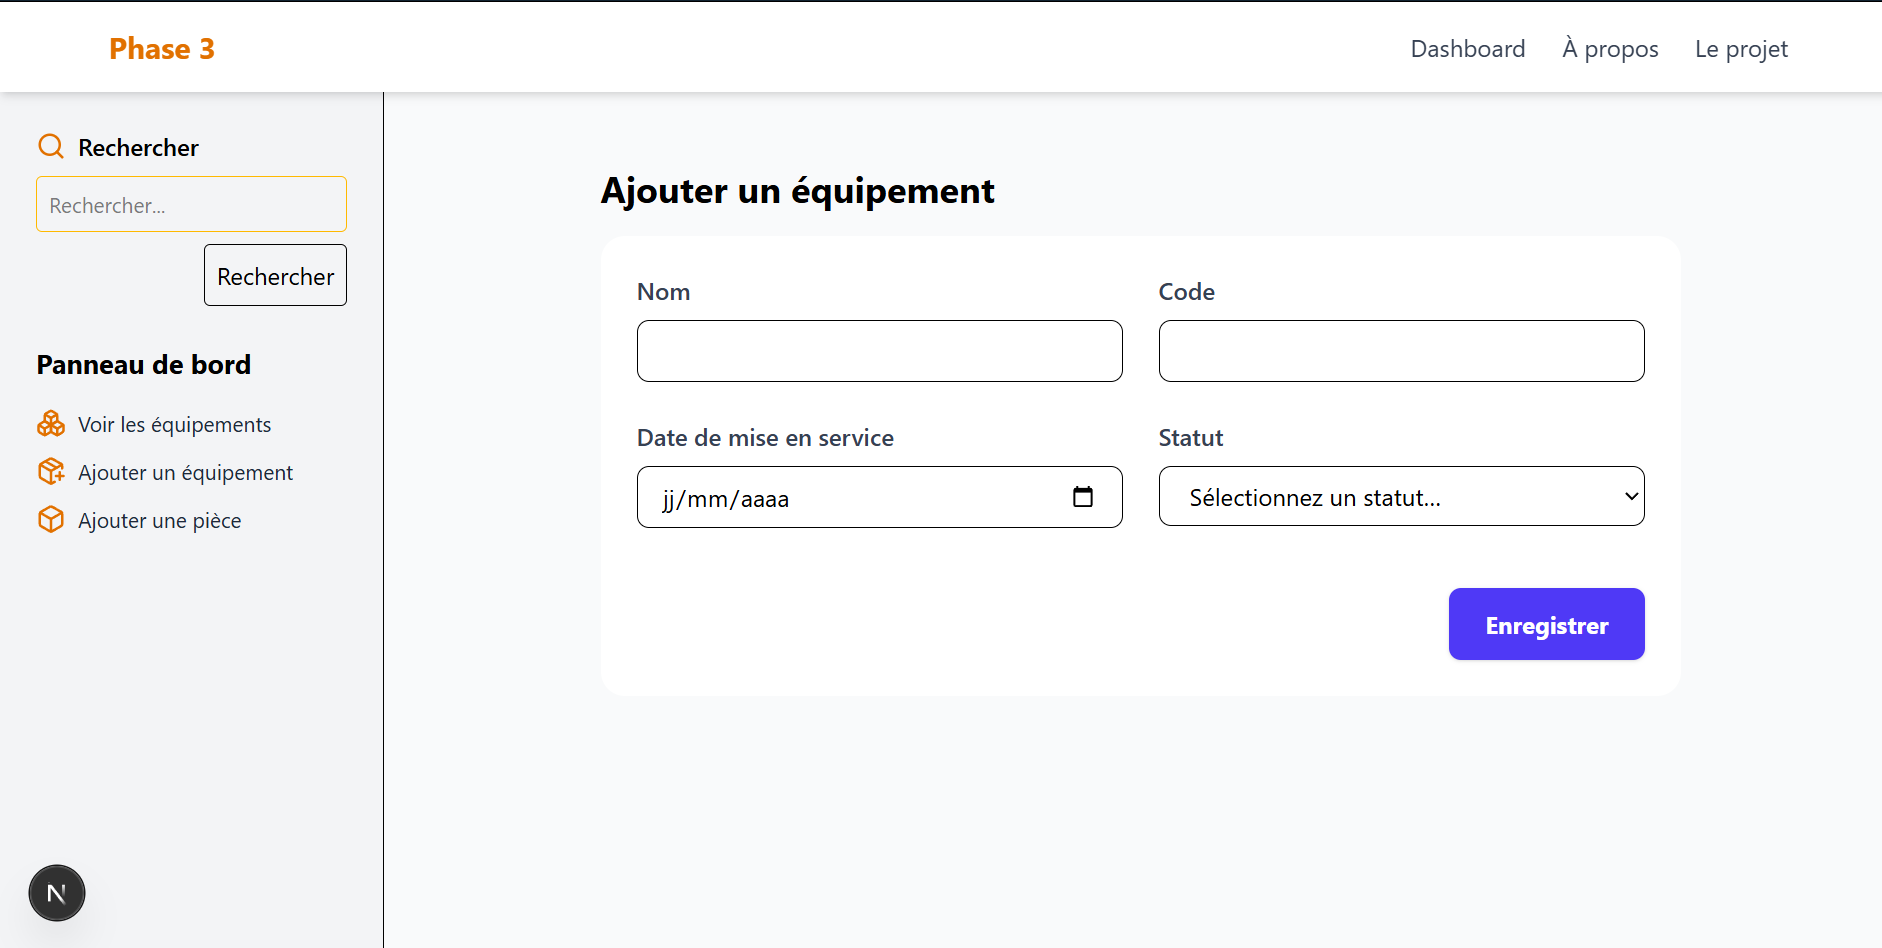 Phase 3
Dashboard
À propos
Le projet
Rechercher
Rechercher...
Rechercher
Panneau de bord
Voir les équipements
Ajouter un équipement
Ajouter une pièce
N
Ajouter un équipement
Nom
Code
Date de mise en service
Statut
jj/mm/aaaa
Sélectionnez un statut...
Enregistrer